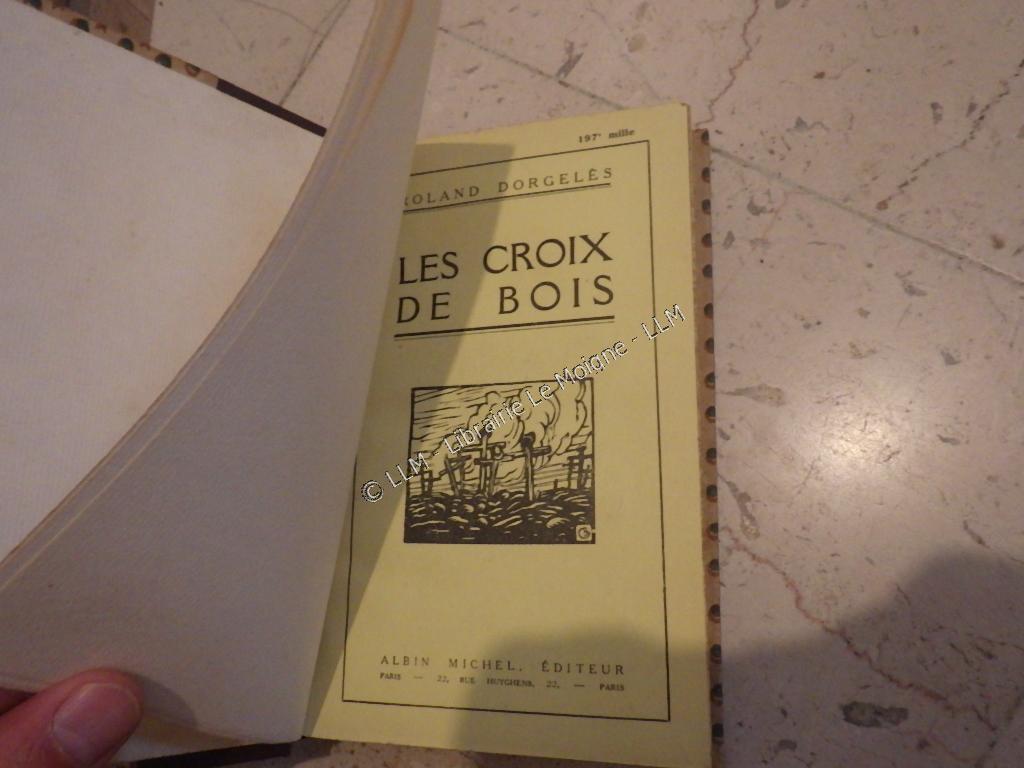 197e mille
ROLAND DORGELÈS
LES CROIX
DE BOIS
© LLM - Librairie Le Moigne - LLM
ALBIN MICHEL, ÉDITEUR
PARIS — 22, RUE HUYGHENS, 22, — PARIS